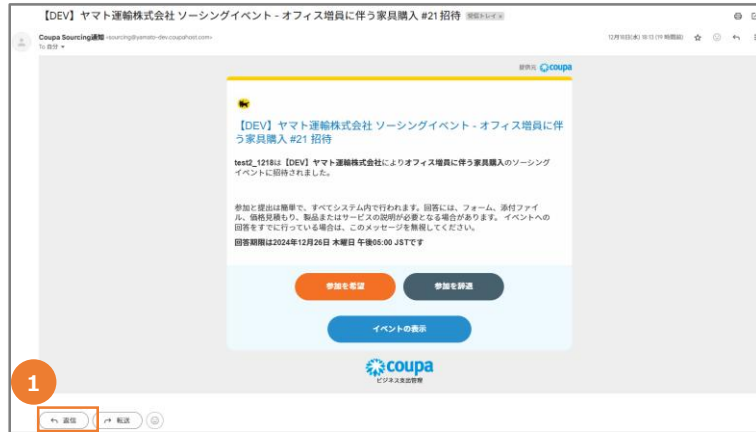 【DEV】ヤマト運輸株式会社 ソーシングイベント - オフィス増員に伴う家具購入 #21 招待 受信トレイ ×
Coupa Sourcing通知 <sourcing@yamato-dev.coupahost.com>
To 自分
提供元 coupa
【DEV】ヤマト運輸株式会社 ソーシングイベント - オフィス増員に伴
う家具購入 #21 招待
test2_1218は【DEV】ヤマト運輸株式会社によりオフィス増員に伴う家具購入のソーシング
イベントに招待されました。
参加と提出は簡単で、すべてシステム内で行われます。回答には、フォーム、添付ファイ
ル、価格見積もり、製品またはサービスの説明が必要となる場合があります。 イベントへの
回答をすでに行っている場合は、このメッセージを無視してください。
回答期限は2024年12月26日 木曜日 午後05:00 JSTです
参加を希望
参加を辞退
イベントの表示
coupa
ビジネス支出管理
1
返信
転送